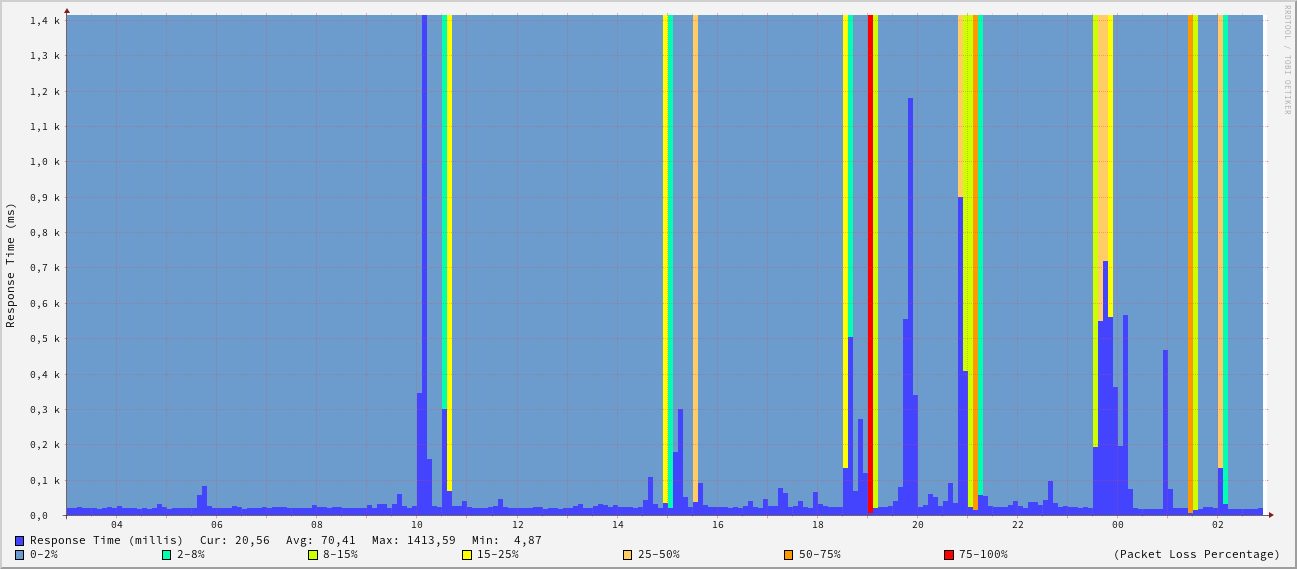 RRDTOOL / TOBI OETIKER
Response Time (ms)
1,4 k
1,3 k
1,2 k
1,1 k
1,0 k
0,9 k
0,8 k
0,7 k
0,6 k
0,5 k
0,4 k
0,3 k
0,2 k
0,1 k
0,0
04 06 08 10 12 14 16 18 20 22 00 02
Response Time (millis) Cur: 20,56 Avg: 70,41 Max: 1413,59 Min: 4,87
0-2% 2-8% 8-15% 15-25% 25-50% 50-75% 75-100% (Packet Loss Percentage)